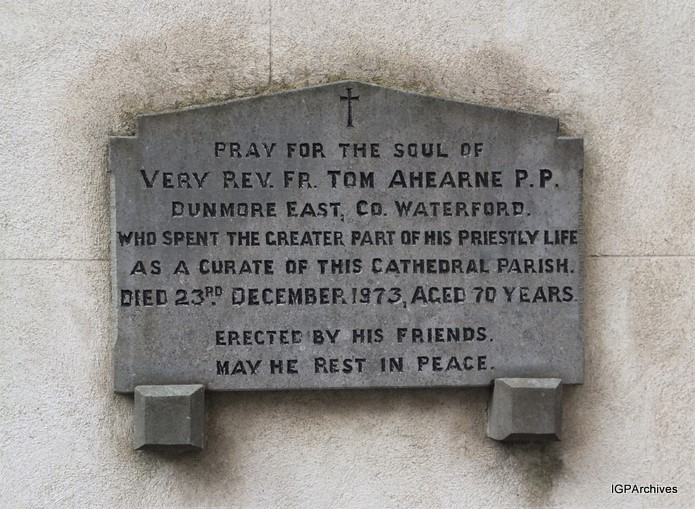 PRAY FOR THE SOUL OF
VERY REV. FR. TOM AHEARNE P.P.
DUNMORE EAST, CO. WATERFORD.
WHO SPENT THE GREATER PART OF HIS PRIESTLY LIFE
AS A CURATE OF THIS CATHEDRAL PARISH.
DIED 23RD. DECEMBER 1973, AGED 70 YEARS.
ERECTED BY HIS FRIENDS.
MAY HE REST IN PEACE.
IGPArchives